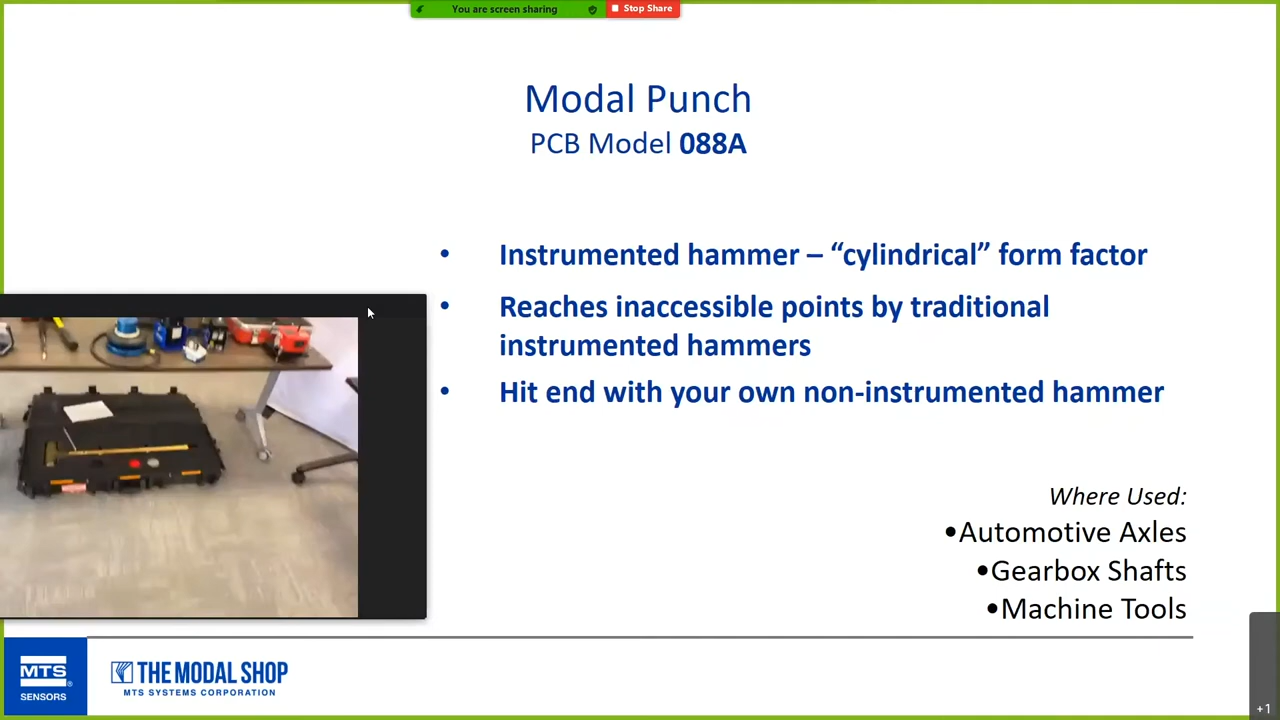 You are screen sharing
Stop Share
Modal Punch
PCB Model 088A
• Instrumented hammer – “cylindrical” form factor
• Reaches inaccessible points by traditional
instrumented hammers
• Hit end with your own non-instrumented hammer
Where Used:
•Automotive Axles
•Gearbox Shafts
•Machine Tools
MTS®
SENSORS
THE MODAL SHOP
MTS SYSTEMS CORPORATION
+1